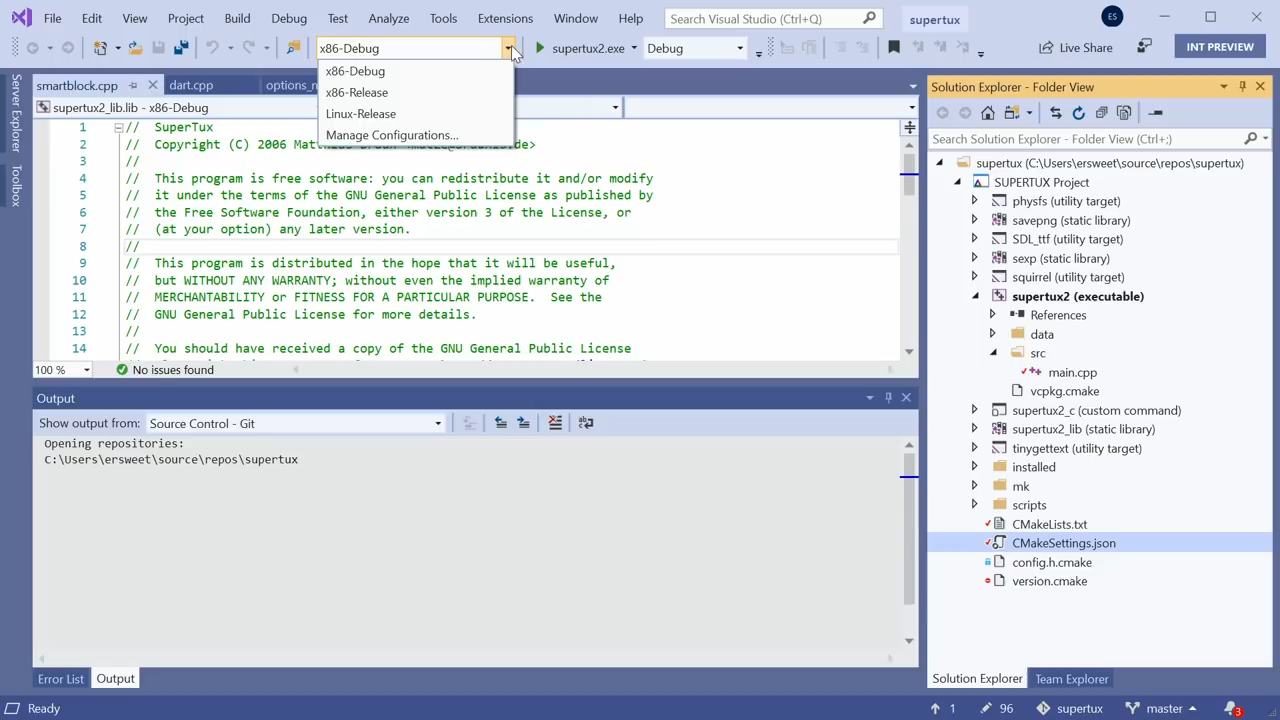 File Edit View Project Build Debug Test Analyze Tools Extensions Window Help Search Visual Studio (Ctrl+Q) supertux ES
x86-Debug supertux2.exe Debug Live Share INT PREVIEW
x86-Debug
x86-Release
Linux-Release
Manage Configurations...
Server Explorer
Toolbox
smartblock.cpp dart.cpp options_m
supertux2_lib.lib - x86-Debug
1 // SuperTux
2 // Copyright (C) 2006
3 //
4 // This program is free software: you can redistribute it and/or modify
5 // it under the terms of the GNU General Public License as published by
6 // the Free Software Foundation, either version 3 of the License, or
7 // (at your option) any later version.
8 //
9 // This program is distributed in the hope that it will be useful,
10 // but WITHOUT ANY WARRANTY; without even the implied warranty of
11 // MERCHANTABILITY or FITNESS FOR A PARTICULAR PURPOSE. See the
12 // GNU General Public License for more details.
13 //
14 // You should have received a copy of the GNU General Public License
100 % No issues found
Output
Show output from: Source Control - Git
Opening repositories:
C:\Users\ersweet\source\repos\supertux
Error List Output
Solution Explorer - Folder View
Search Solution Explorer - Folder View (Ctrl+;)
supertux (C:\Users\ersweet\source\repos\supertux)
SUPERTUX Project
physfs (utility target)
savepng (static library)
SDL_ttf (utility target)
sexp (static library)
squirrel (utility target)
supertux2 (executable)
References
data
src
main.cpp
vcpkg.cmake
supertux2_c (custom command)
supertux2_lib (static library)
tinygettext (utility target)
installed
mk
scripts
CMakeLists.txt
CMakeSettings.json
config.h.cmake
version.cmake
Solution Explorer Team Explorer
Ready 1 96 supertux master 3